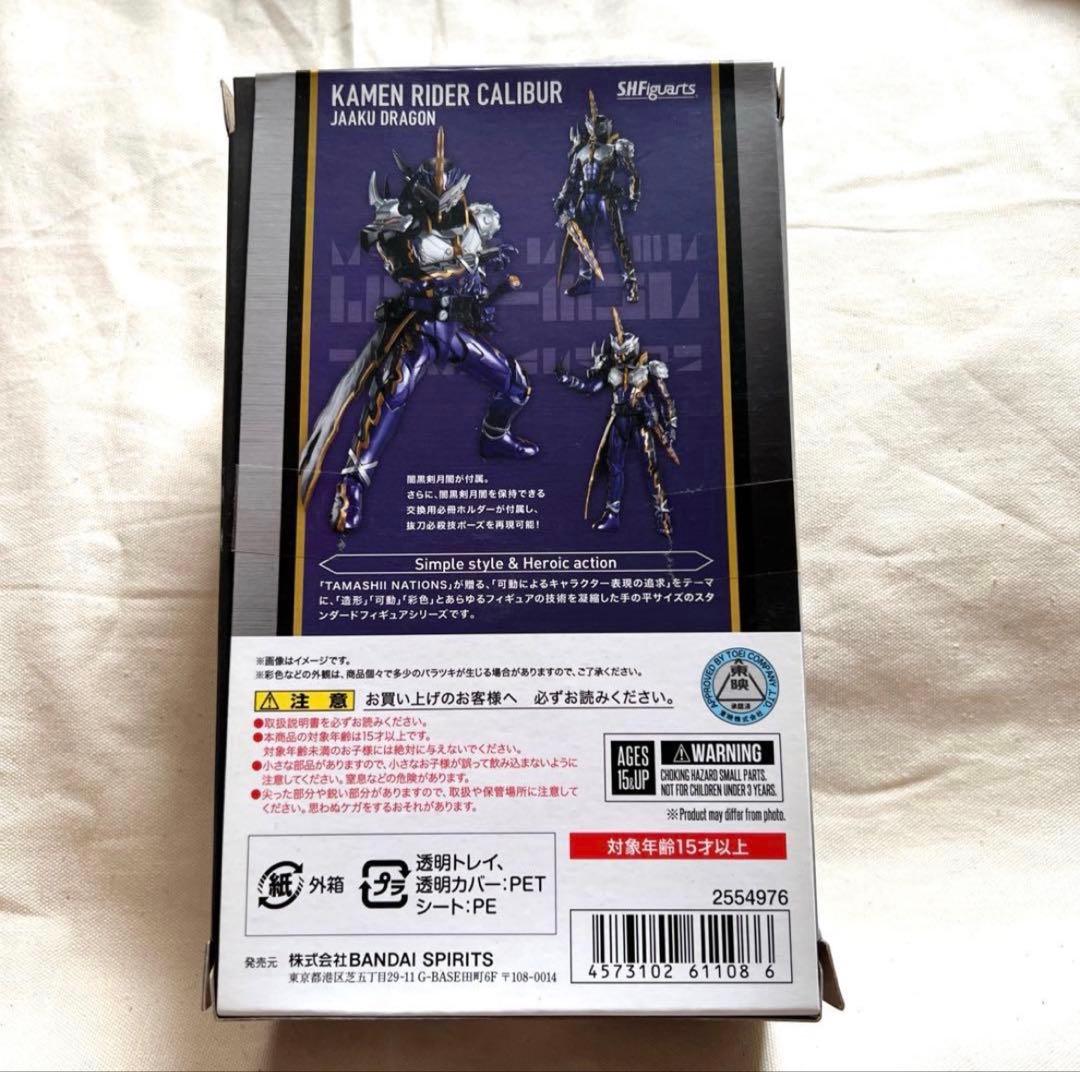 KAMEN RIDER CALIBUR
JAAKU DRAGON
S.H.Figuarts
闇黒剣月闇が付属。
さらに、闇黒剣月闇を保持できる
交換用必冊ホルダーが付属し、
抜刀必殺技ポーズを再現可能!
Simple style & Heroic action
「TAMASHII NATIONS」が贈る、「可動によるキャラクター表現の追求」をテーマ
に、「造形」「可動」「彩色」とあらゆるフィギュアの技術を凝縮した手の平サイズのスタ
ンダードフィギュアシリーズです。
※画像はイメージです。
※彩色などの外観は、商品個々で多少のバラツキが生じる場合がありますので、ご了承ください。
注意 お買い上げのお客様へ 必ずお読みください。
●取扱説明書を必ずお読みください。
●本商品の対象年齢は15才以上です。
対象年齢未満のお子様には絶対に与えないでください。
●小さな部品がありますので、小さなお子様が誤って飲み込まないように
注意してください。窒息などの危険があります。
●尖った部分や鋭い部分がありますので、取扱や保管場所に注意して
ください。思わぬケガをするおそれがあります。
APPROVED BY TOEI COMPANY ,LTD.
東映
承認済
東映株式会社
AGES
15&UP
WARNING
CHOKING HAZARD SMALL PARTS.
NOT FOR CHILDREN UNDER 3 YEARS.
※Product may differ from photo.
対象年齢15才以上
紙 外箱
プラ
透明トレイ、
透明カバー:PET
シート:PE
2554976
4573102 61108 6
発売元 株式会社BANDAI SPIRITS
東京都港区芝五丁目29-11 G-BASE田町6F 〒108-0014